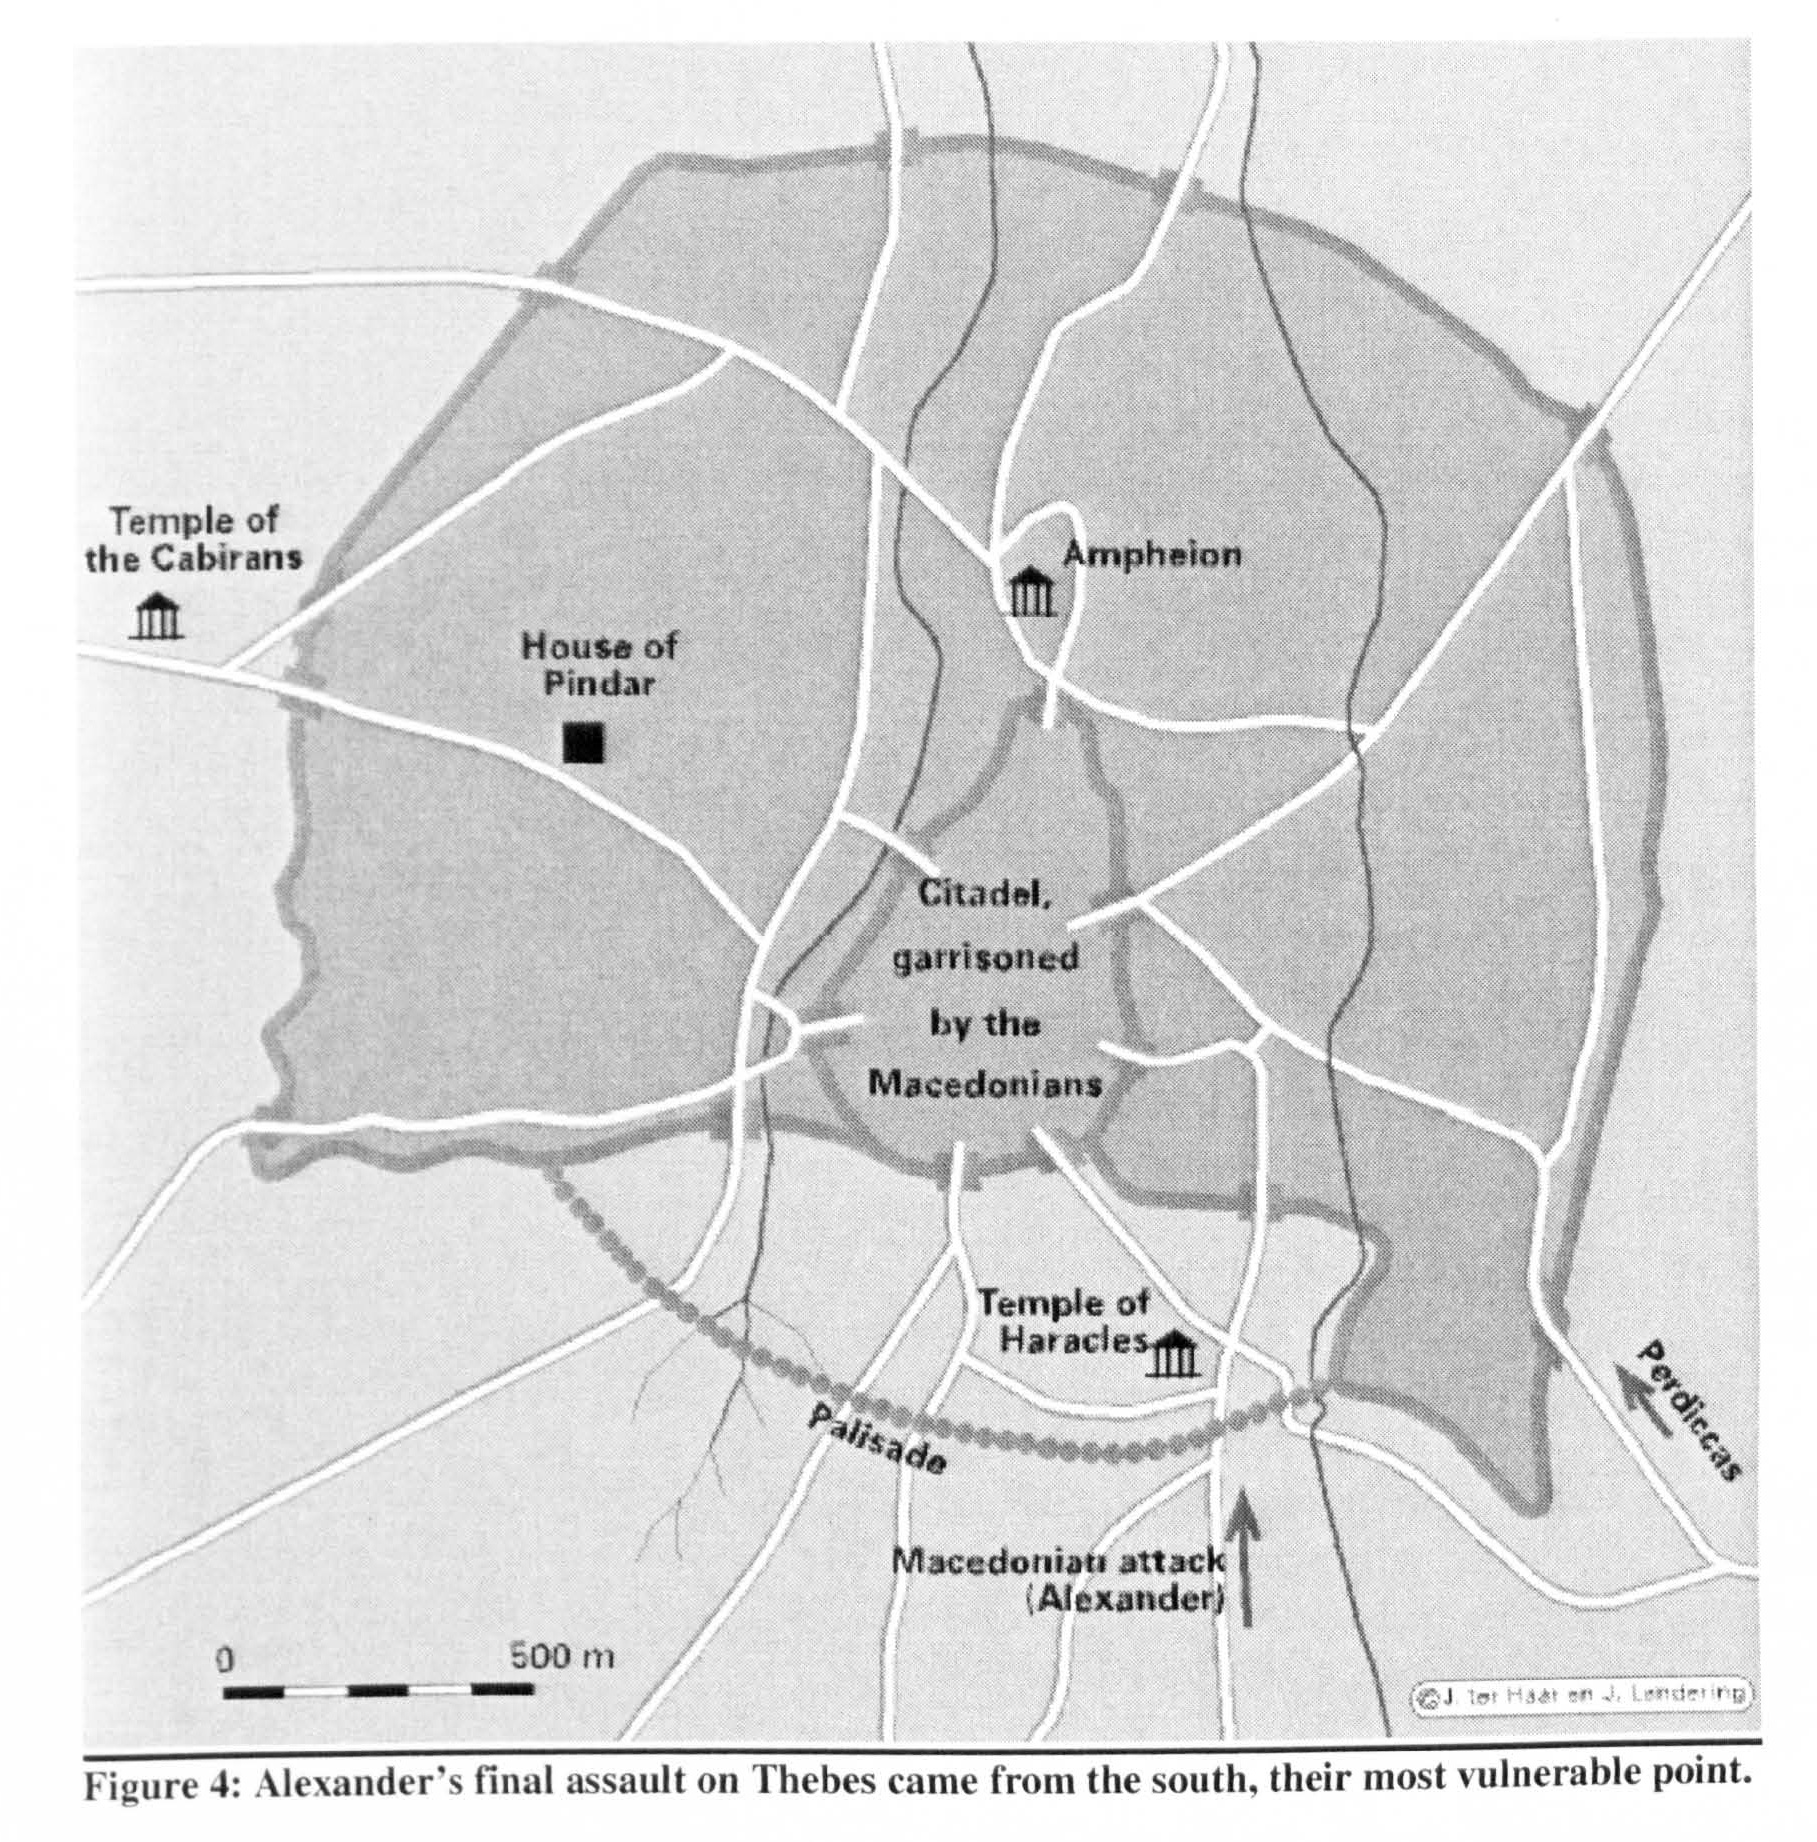 Temple of
the Cabirans
House of
Pindar
Ampheion
Citadel,
garrisoned
by the
Macedonians
Temple of
Haracles
Palisade
Perdiccas
Macedonian attack
(Alexander)
0 500 m
©J. ter Haar en J. Lendering
Figure 4: Alexander's final assault on Thebes came from the south, their most vulnerable point.